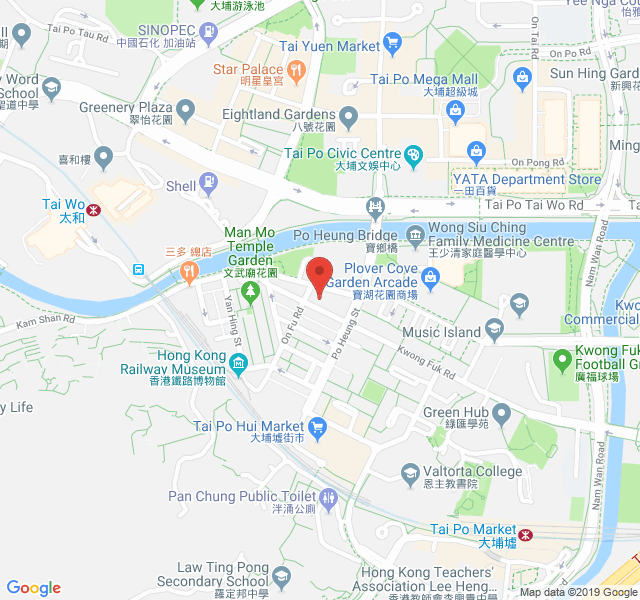 大埔游泳池
Yee Nga Cou
怡雅
SINOPEC
中國石化 加油站
Tai Po Tau Rd
On Tai Rd
On Po Rd
Tai Yuen Market
Star Palace
明星皇宮
Tai Po Mega Mall
大埔超級城
Sun Hing Gard
新興花
y Word
School
聖道中學
Greenery Plaza
翠怡花園
Eightland Gardens
八號花園
Ming
喜和樓
Tai Po Civic Centre
大埔文娛中心
On Pong Rd
YATA Department Store
一田百貨
Shell
Tai Wo
太和
Tai Po Tai Wo Rd
Man Mo
Temple
Garden
文武廟花園
Po Heung Bridge
寶鄉橋
Wong Siu Ching
Family Medicine Centre
王少清家庭醫學中心
三多 總店
Plover Cove
Garden Arcade
寶湖花園商場
Nam Wan Road
Kam Shan Rd
Yan Hing St
On Fu Rd
Po Heung St
Music Island
Commercial
Kwong Fuk Rd
Kwong Fuk
Football Gr
廣福球場
Hong Kong
Railway Museum
香港鐵路博物館
y Life
Green Hub
綠匯學苑
Tai Po Hui Market
大埔墟街市
Valtorta College
恩主教書院
Nam Wan Road
Pan Chung Public Toilet
泮涌公廁
Tai Po Market
大埔墟
Law Ting Pong
Secondary School
羅定邦中學
Hong Kong Teachers'
Association Lee Heng...
Google
Map data ©2019 Google